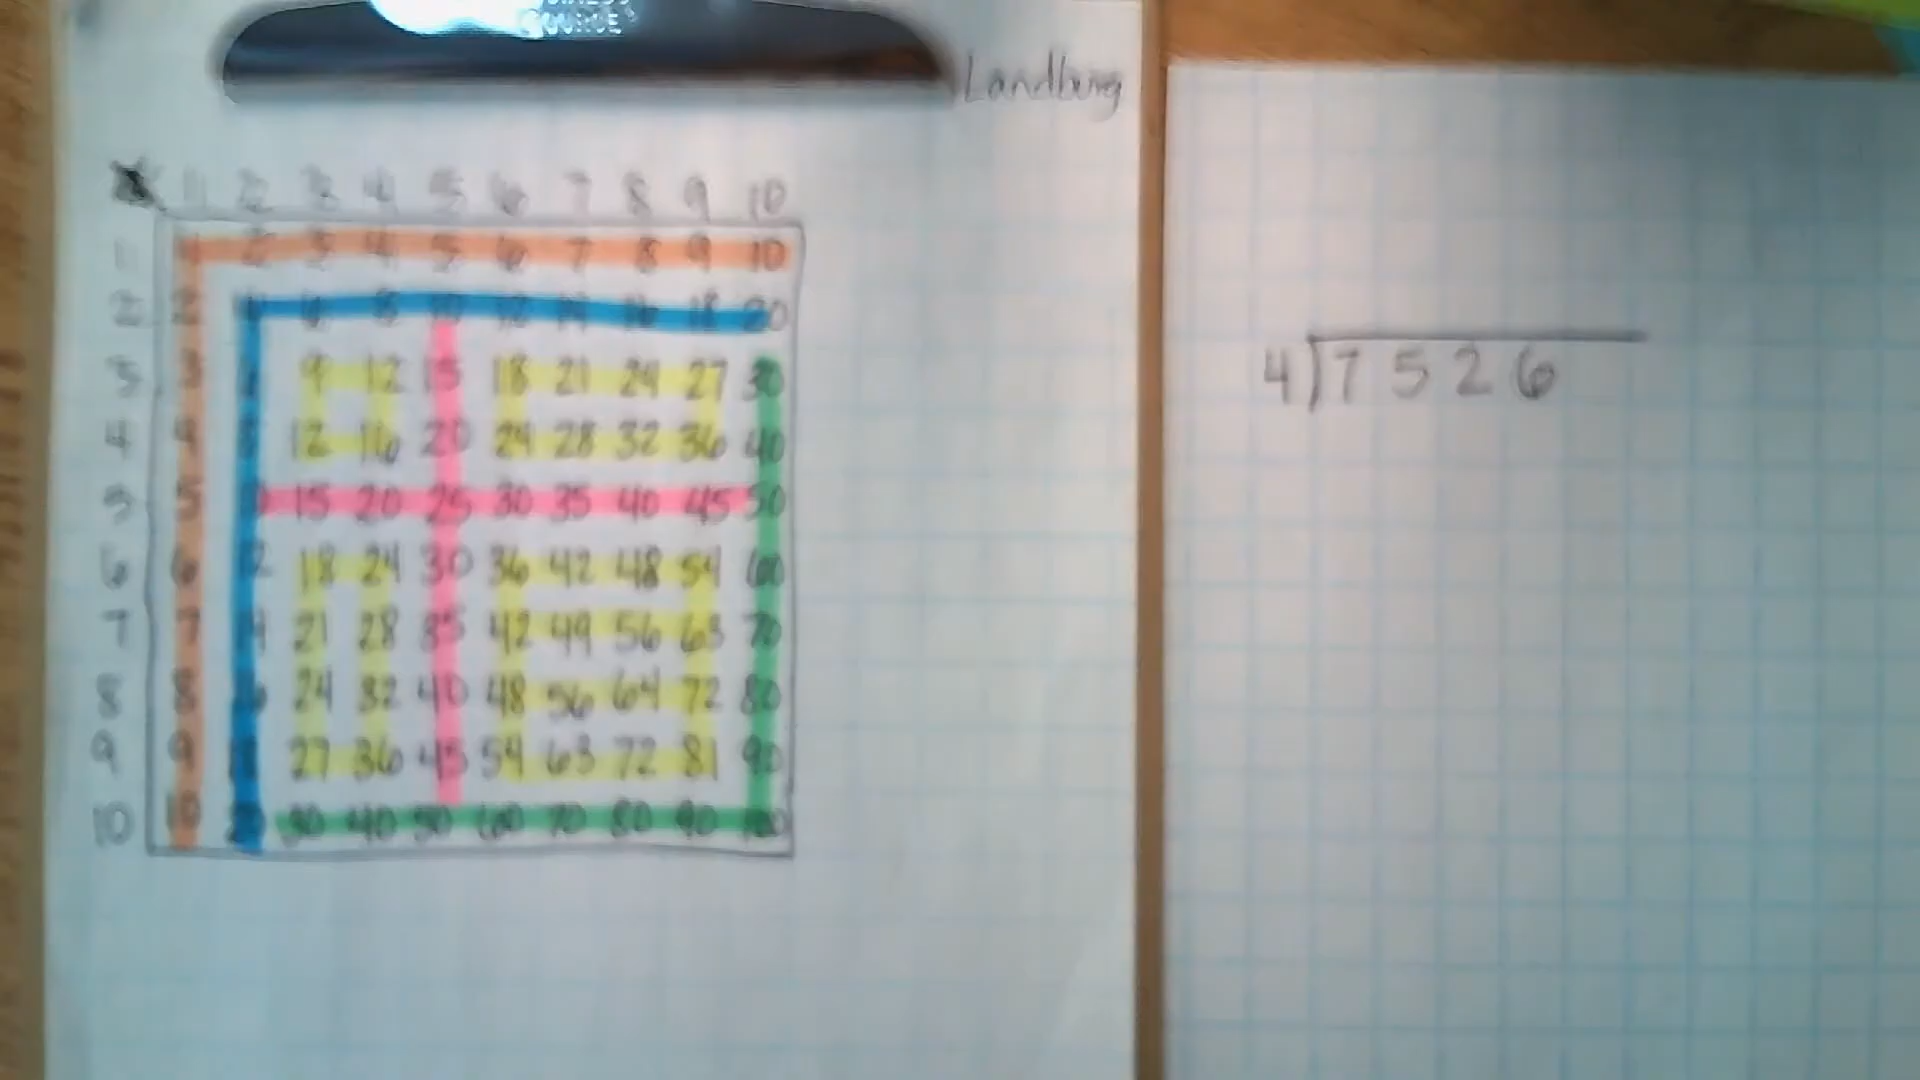 Landberg
1 2 3 4 5 6 7 8 9 10
1 2 3 4 5 6 7 8 9 10
2 2 4 6 8 10 12 14 16 18 20
3 3 9 12 15 18 21 24 27 30
4 4 8 12 16 20 24 28 32 36 40
5 5 15 20 25 30 35 40 45 50
6 6 12 18 24 30 36 42 48 54 60
7 7 14 21 28 35 42 49 56 63 70
8 8 16 24 32 40 48 56 64 72 80
9 9 18 27 36 45 54 63 72 81 90
10 10 20 30 40 50 60 70 80 90 100
4)7 5 2 6